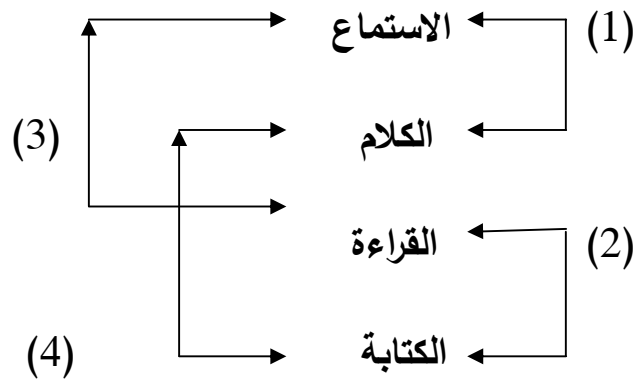 (1) الاستماع
(3) الكلام
(2) القراءة
(4) الكتابة